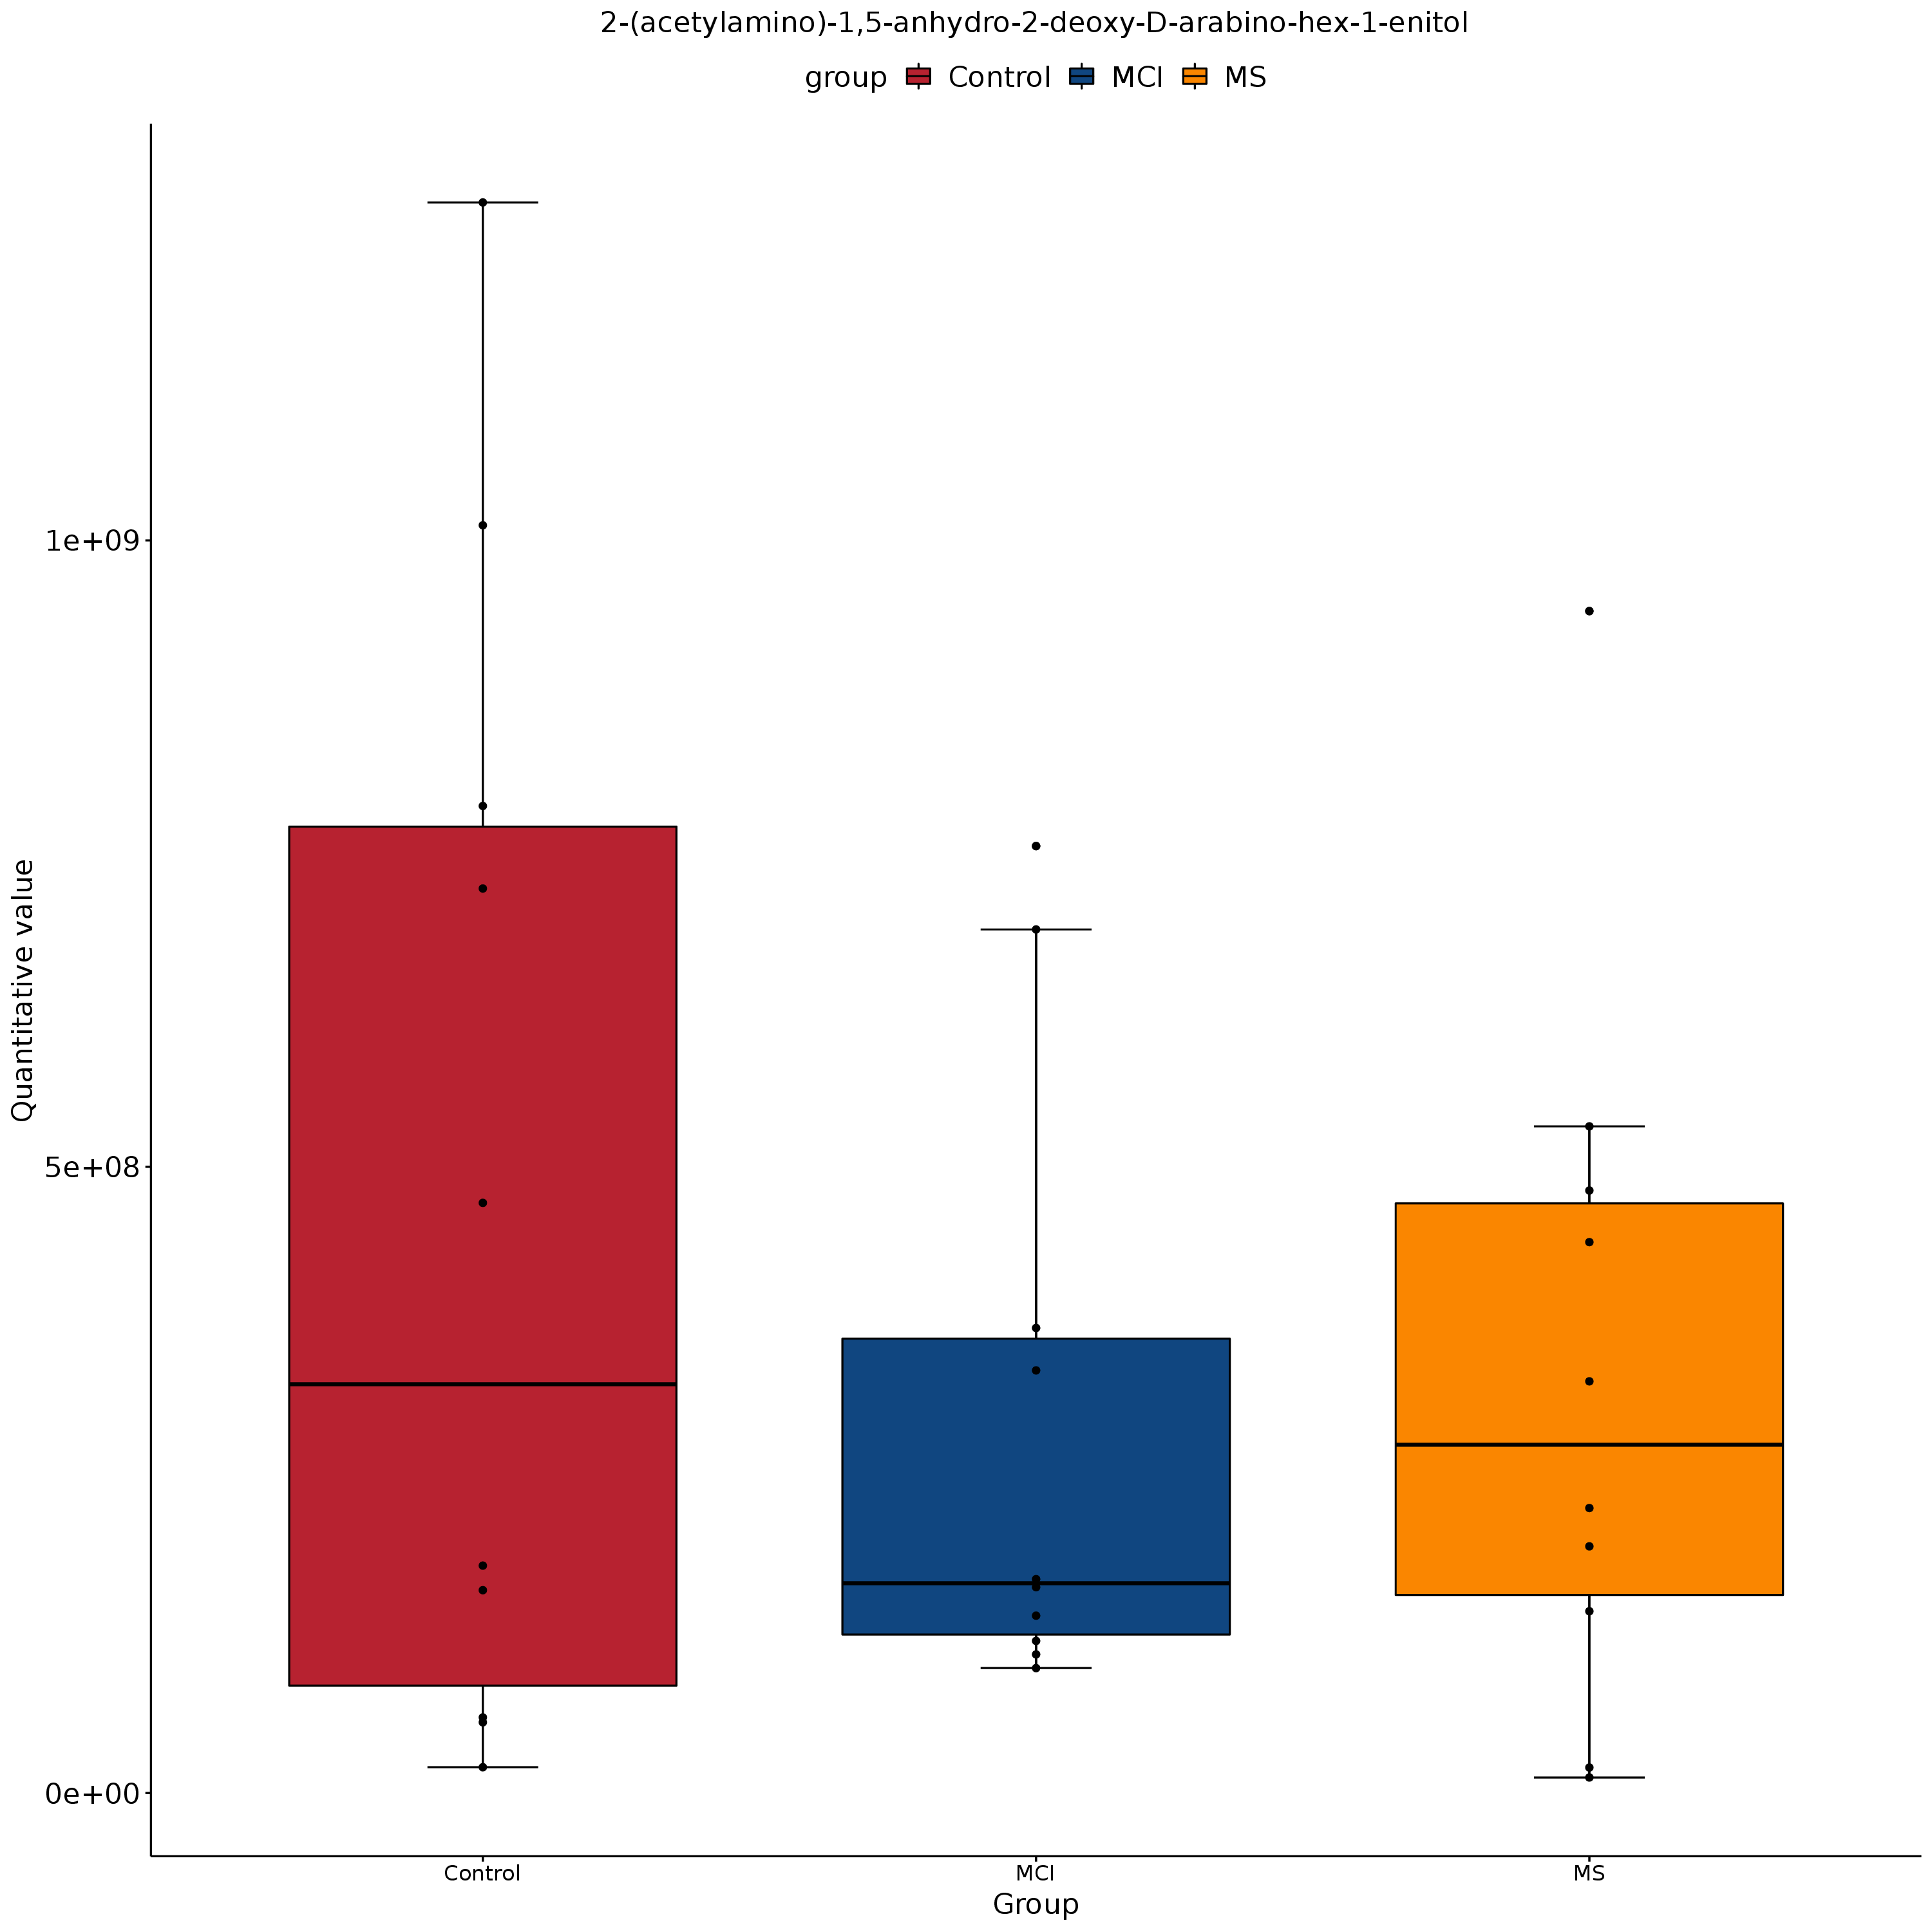 2-(acetylamino)-1,5-anhydro-2-deoxy-D-arabino-hex-1-enitol
group Control MCI MS
Quantitative value
1e+09
5e+08
0e+00
Control MCI MS
Group